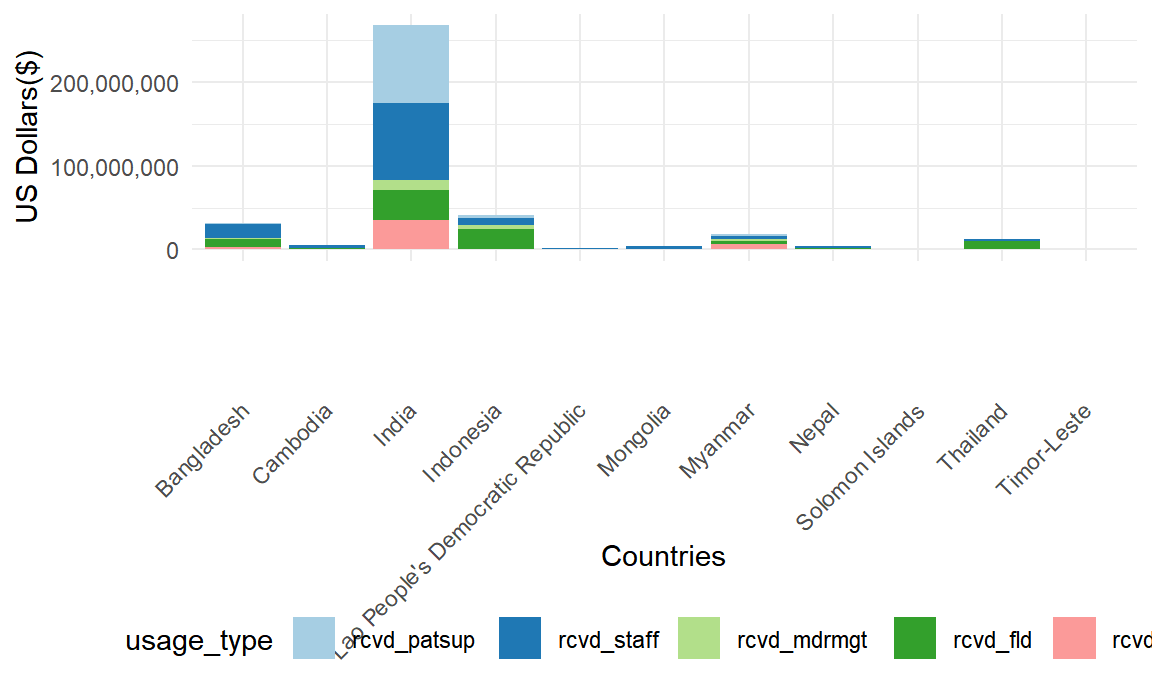 US Dollars($)
200,000,000
100,000,000
0
Bangladesh
Cambodia
India
Indonesia
Lao People's Democratic Republic
Mongolia
Myanmar
Nepal
Solomon Islands
Thailand
Timor-Leste
Countries
usage_type rcvd_patsup rcvd_staff rcvd_mdrmgt rcvd_fld rcvd